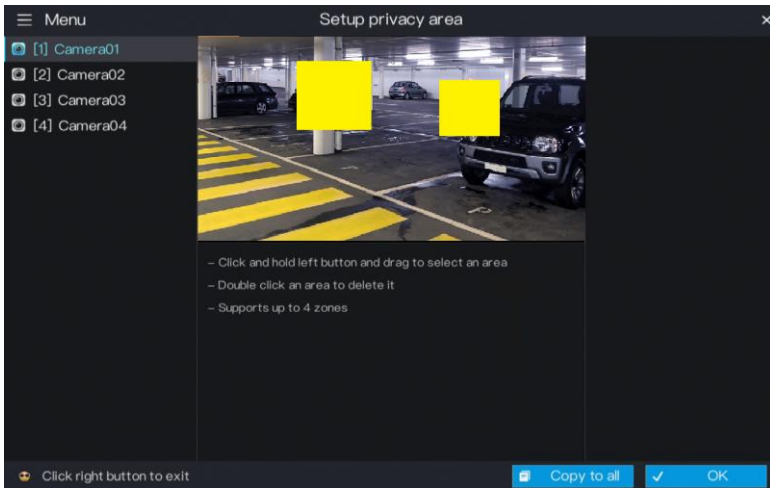 Menu
Setup privacy area
[1] Camera01
[2] Camera02
[3] Camera03
[4] Camera04
– Click and hold left button and drag to select an area
– Double click an area to delete it
– Supports up to 4 zones
Click right button to exit
Copy to all
OK